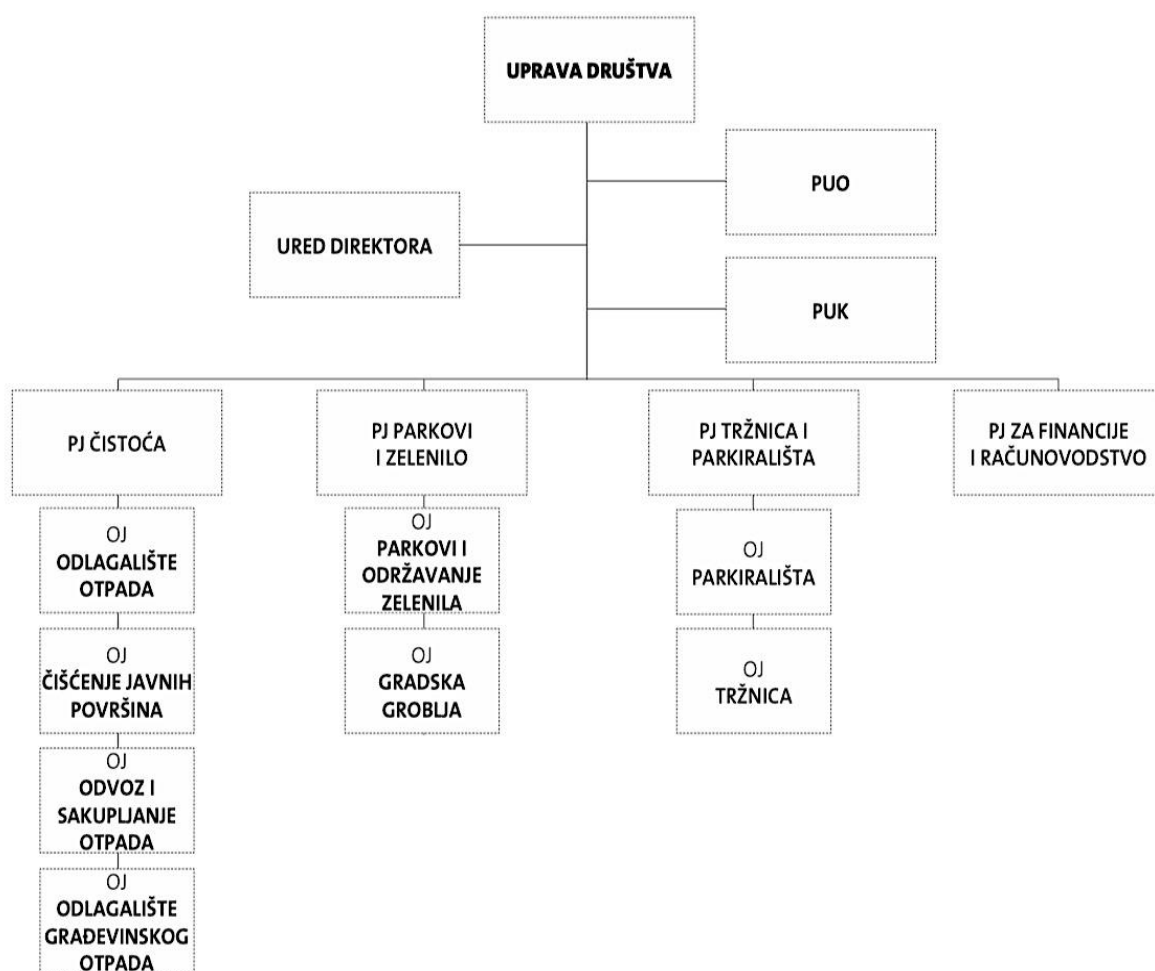 UPRAVA DRUŠTVA
PUO
URED DIREKTORA
PUK
PJ ČISTOĆA
PJ PARKOVI
I ZELENILO
PJ TRŽNICA I
PARKIRALIŠTA
PJ ZA FINANCIJE
I RAČUNOVODSTVO
OJ
ODLAGALIŠTE
OTPADA
OJ
PARKOVI I
ODRŽAVANJE
ZELENILA
OJ
PARKIRALIŠTA
OJ
ČIŠĆENJE JAVNIH
POVRŠINA
OJ
GRADSKA
GROBLJA
OJ
TRŽNICA
OJ
ODVOZ I
SAKUPLJANJE
OTPADA
OJ
ODLAGALIŠTE
GRAĐEVINSKOG
OTPADA